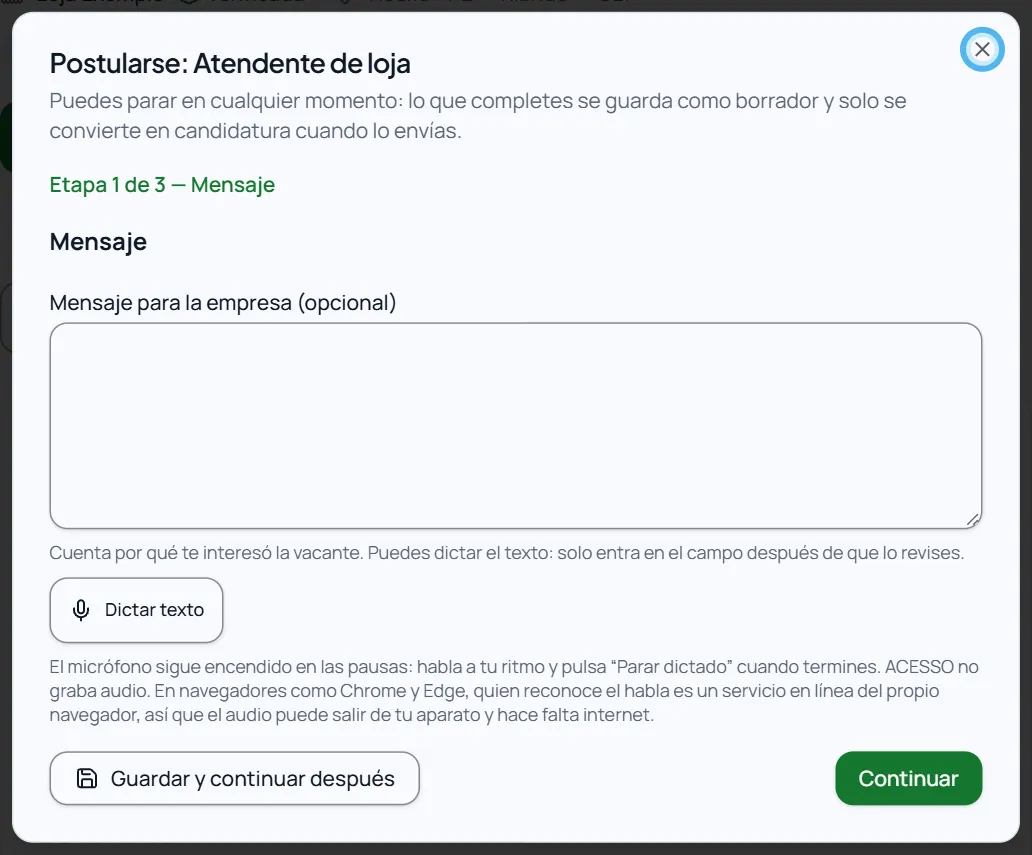 Postularse: Atendente de loja
Puedes parar en cualquier momento: lo que completes se guarda como borrador y solo se
convierte en candidatura cuando lo envías.
Etapa 1 de 3 — Mensaje
Mensaje
Mensaje para la empresa (opcional)
Cuenta por qué te interesó la vacante. Puedes dictar el texto: solo entra en el campo después de que lo revises.
Dictar texto
El micrófono sigue encendido en las pausas: habla a tu ritmo y pulsa “Parar dictado” cuando termines. ACESSO no
graba audio. En navegadores como Chrome y Edge, quien reconoce el habla es un servicio en línea del propio
navegador, así que el audio puede salir de tu aparato y hace falta internet.
Guardar y continuar después
Continuar